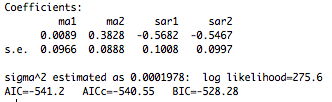 Coefficients:
ma1 ma2 sar1 sar2
0.0089 0.3828 -0.5682 -0.5467
s.e. 0.0966 0.0888 0.1008 0.0997
sigma^2 estimated as 0.0001978: log likelihood=275.6
AIC=-541.2 AICc=-540.55 BIC=-528.28